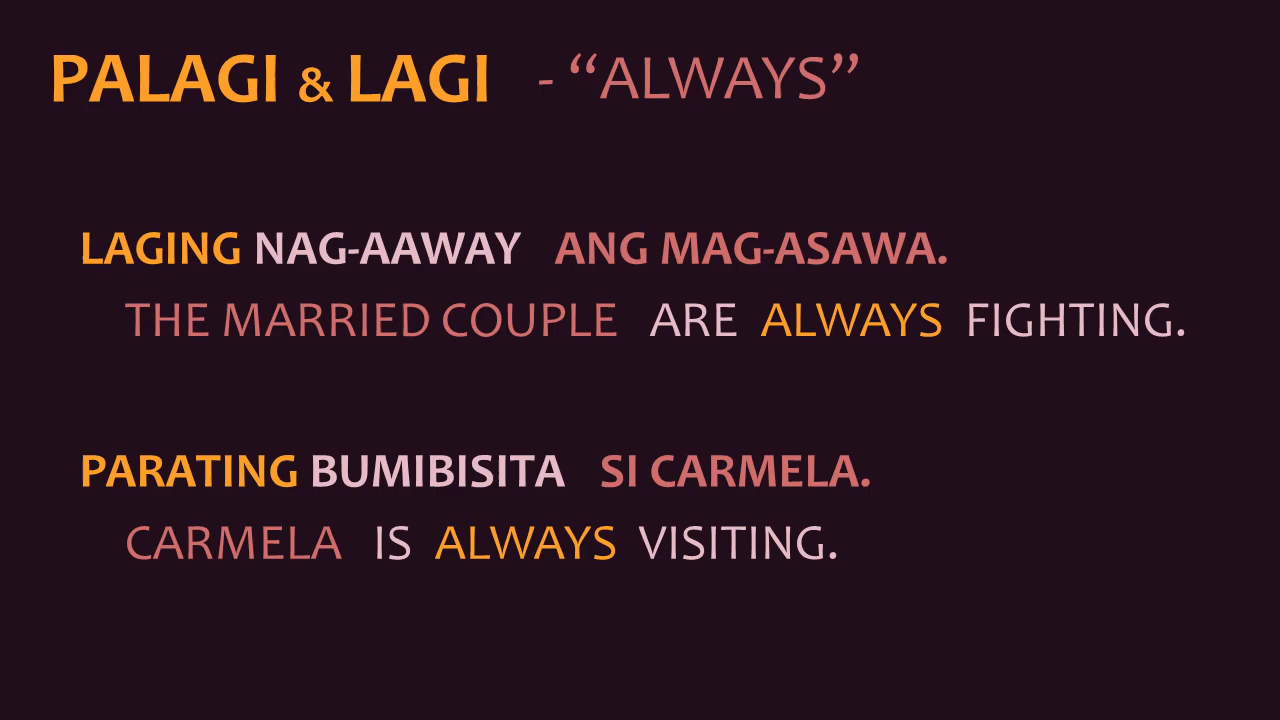 PALAGI & LAGI - “ALWAYS”
LAGING NAG-AAWAY ANG MAG-ASAWA.
THE MARRIED COUPLE ARE ALWAYS FIGHTING.
PARATING BUMIBISITA SI CARMELA.
CARMELA IS ALWAYS VISITING.